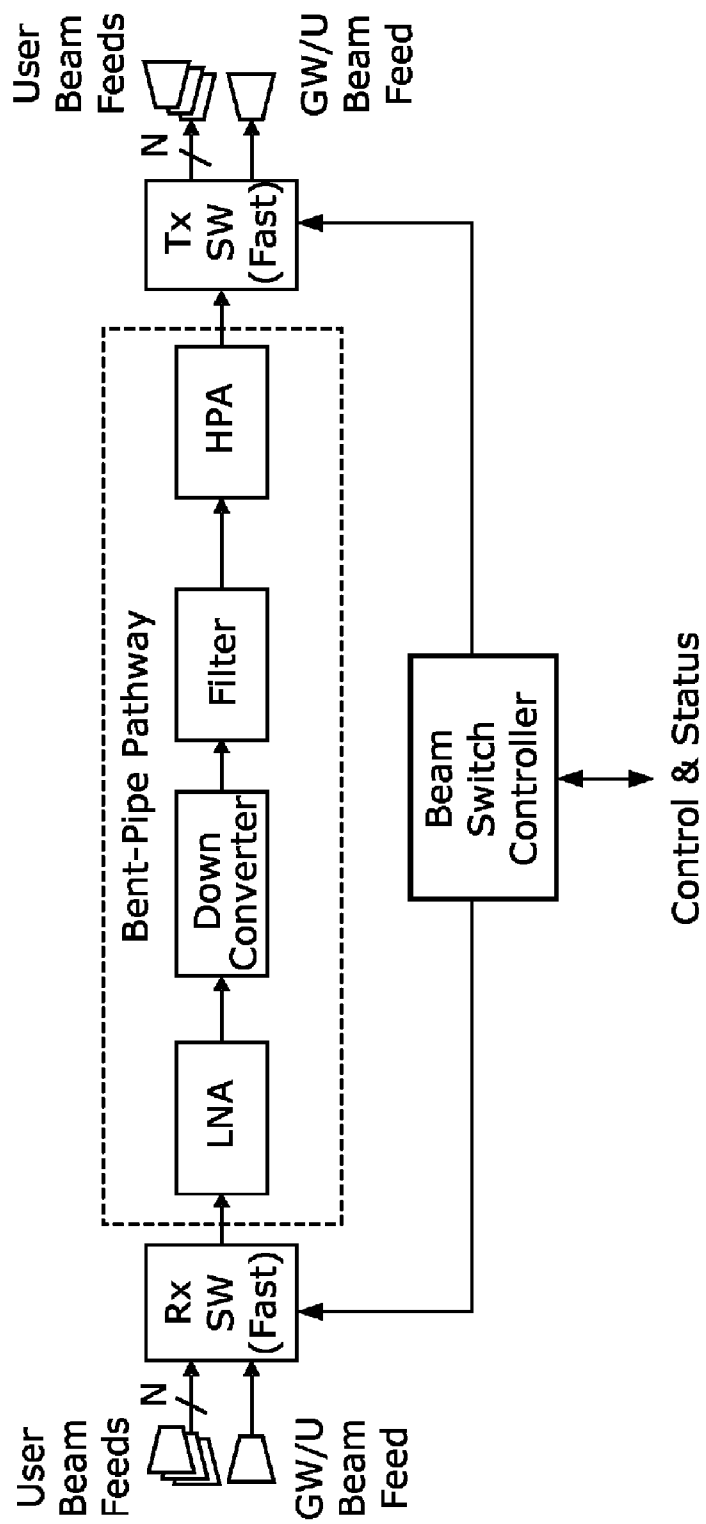 User
Beam
Feeds
N
GW/U
Beam
Feed
Rx
SW
(Fast)
Bent-Pipe Pathway
LNA
Down
Converter
Filter
HPA
Tx
SW
(Fast)
N
User
Beam
Feeds
GW/U
Beam
Feed
Beam
Switch
Controller
Control & Status